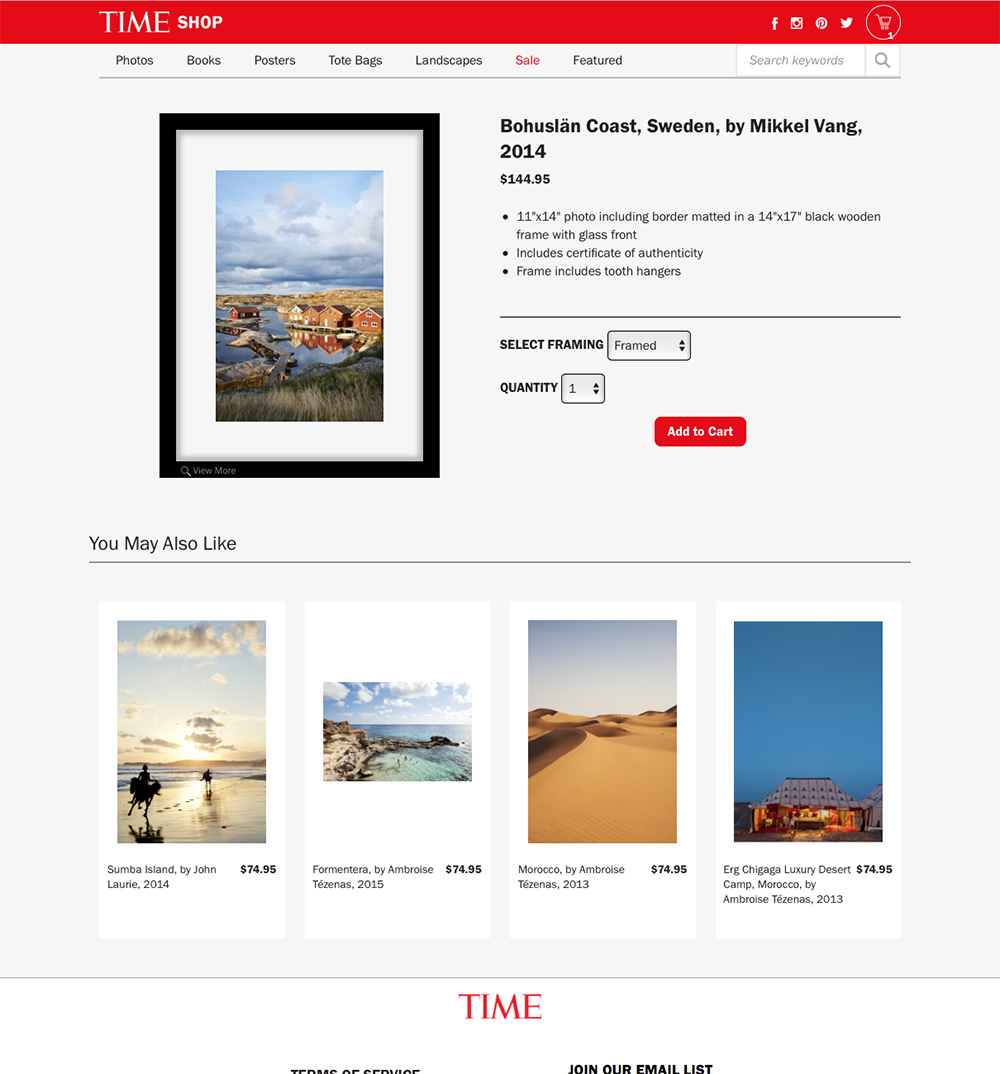 TIME SHOP
1
Photos Books Posters Tote Bags Landscapes Sale Featured Search keywords
Bohuslän Coast, Sweden, by Mikkel Vang,
2014
$144.95
11"x14" photo including border matted in a 14"x17" black wooden
frame with glass front
Includes certificate of authenticity
Frame includes tooth hangers
SELECT FRAMING Framed
QUANTITY 1
Add to Cart
View More
You May Also Like
Sumba Island, by John
Laurie, 2014
$74.95
Formentera, by Ambroise
Tézenas, 2015
$74.95
Morocco, by Ambroise
Tézenas, 2013
$74.95
Erg Chigaga Luxury Desert
Camp, Morocco, by
Ambroise Tézenas, 2013
$74.95
TIME
TERMS OF SERVICE
JOIN OUR EMAIL LIST